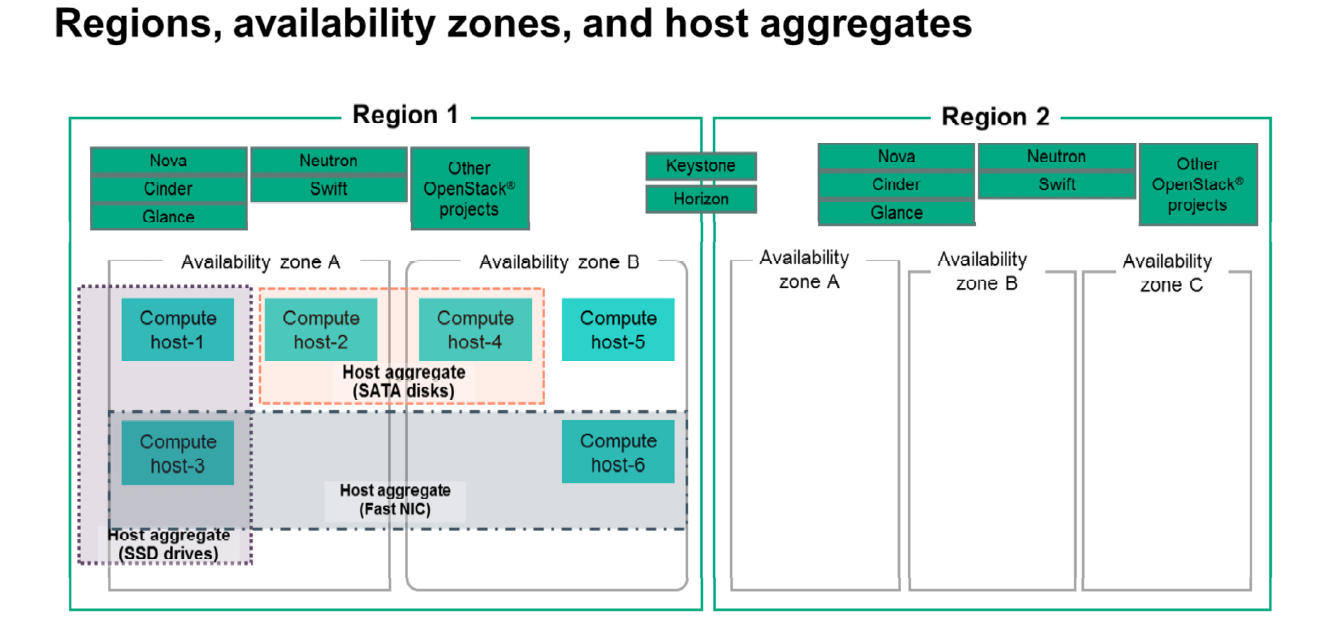 Regions, availability zones, and host aggregates
Region 1
Nova
Cinder
Glance
Neutron
Swift
Other
OpenStack®
projects
Keystone
Horizon
Availability zone A
Availability zone B
Compute
host-1
Compute
host-2
Compute
host-4
Compute
host-5
Host aggregate
(SATA disks)
Compute
host-3
Compute
host-6
Host aggregate
(Fast NIC)
Host aggregate
(SSD drives)
Region 2
Nova
Cinder
Glance
Neutron
Swift
Other
OpenStack®
projects
Availability
zone A
Availability
zone B
Availability
zone C